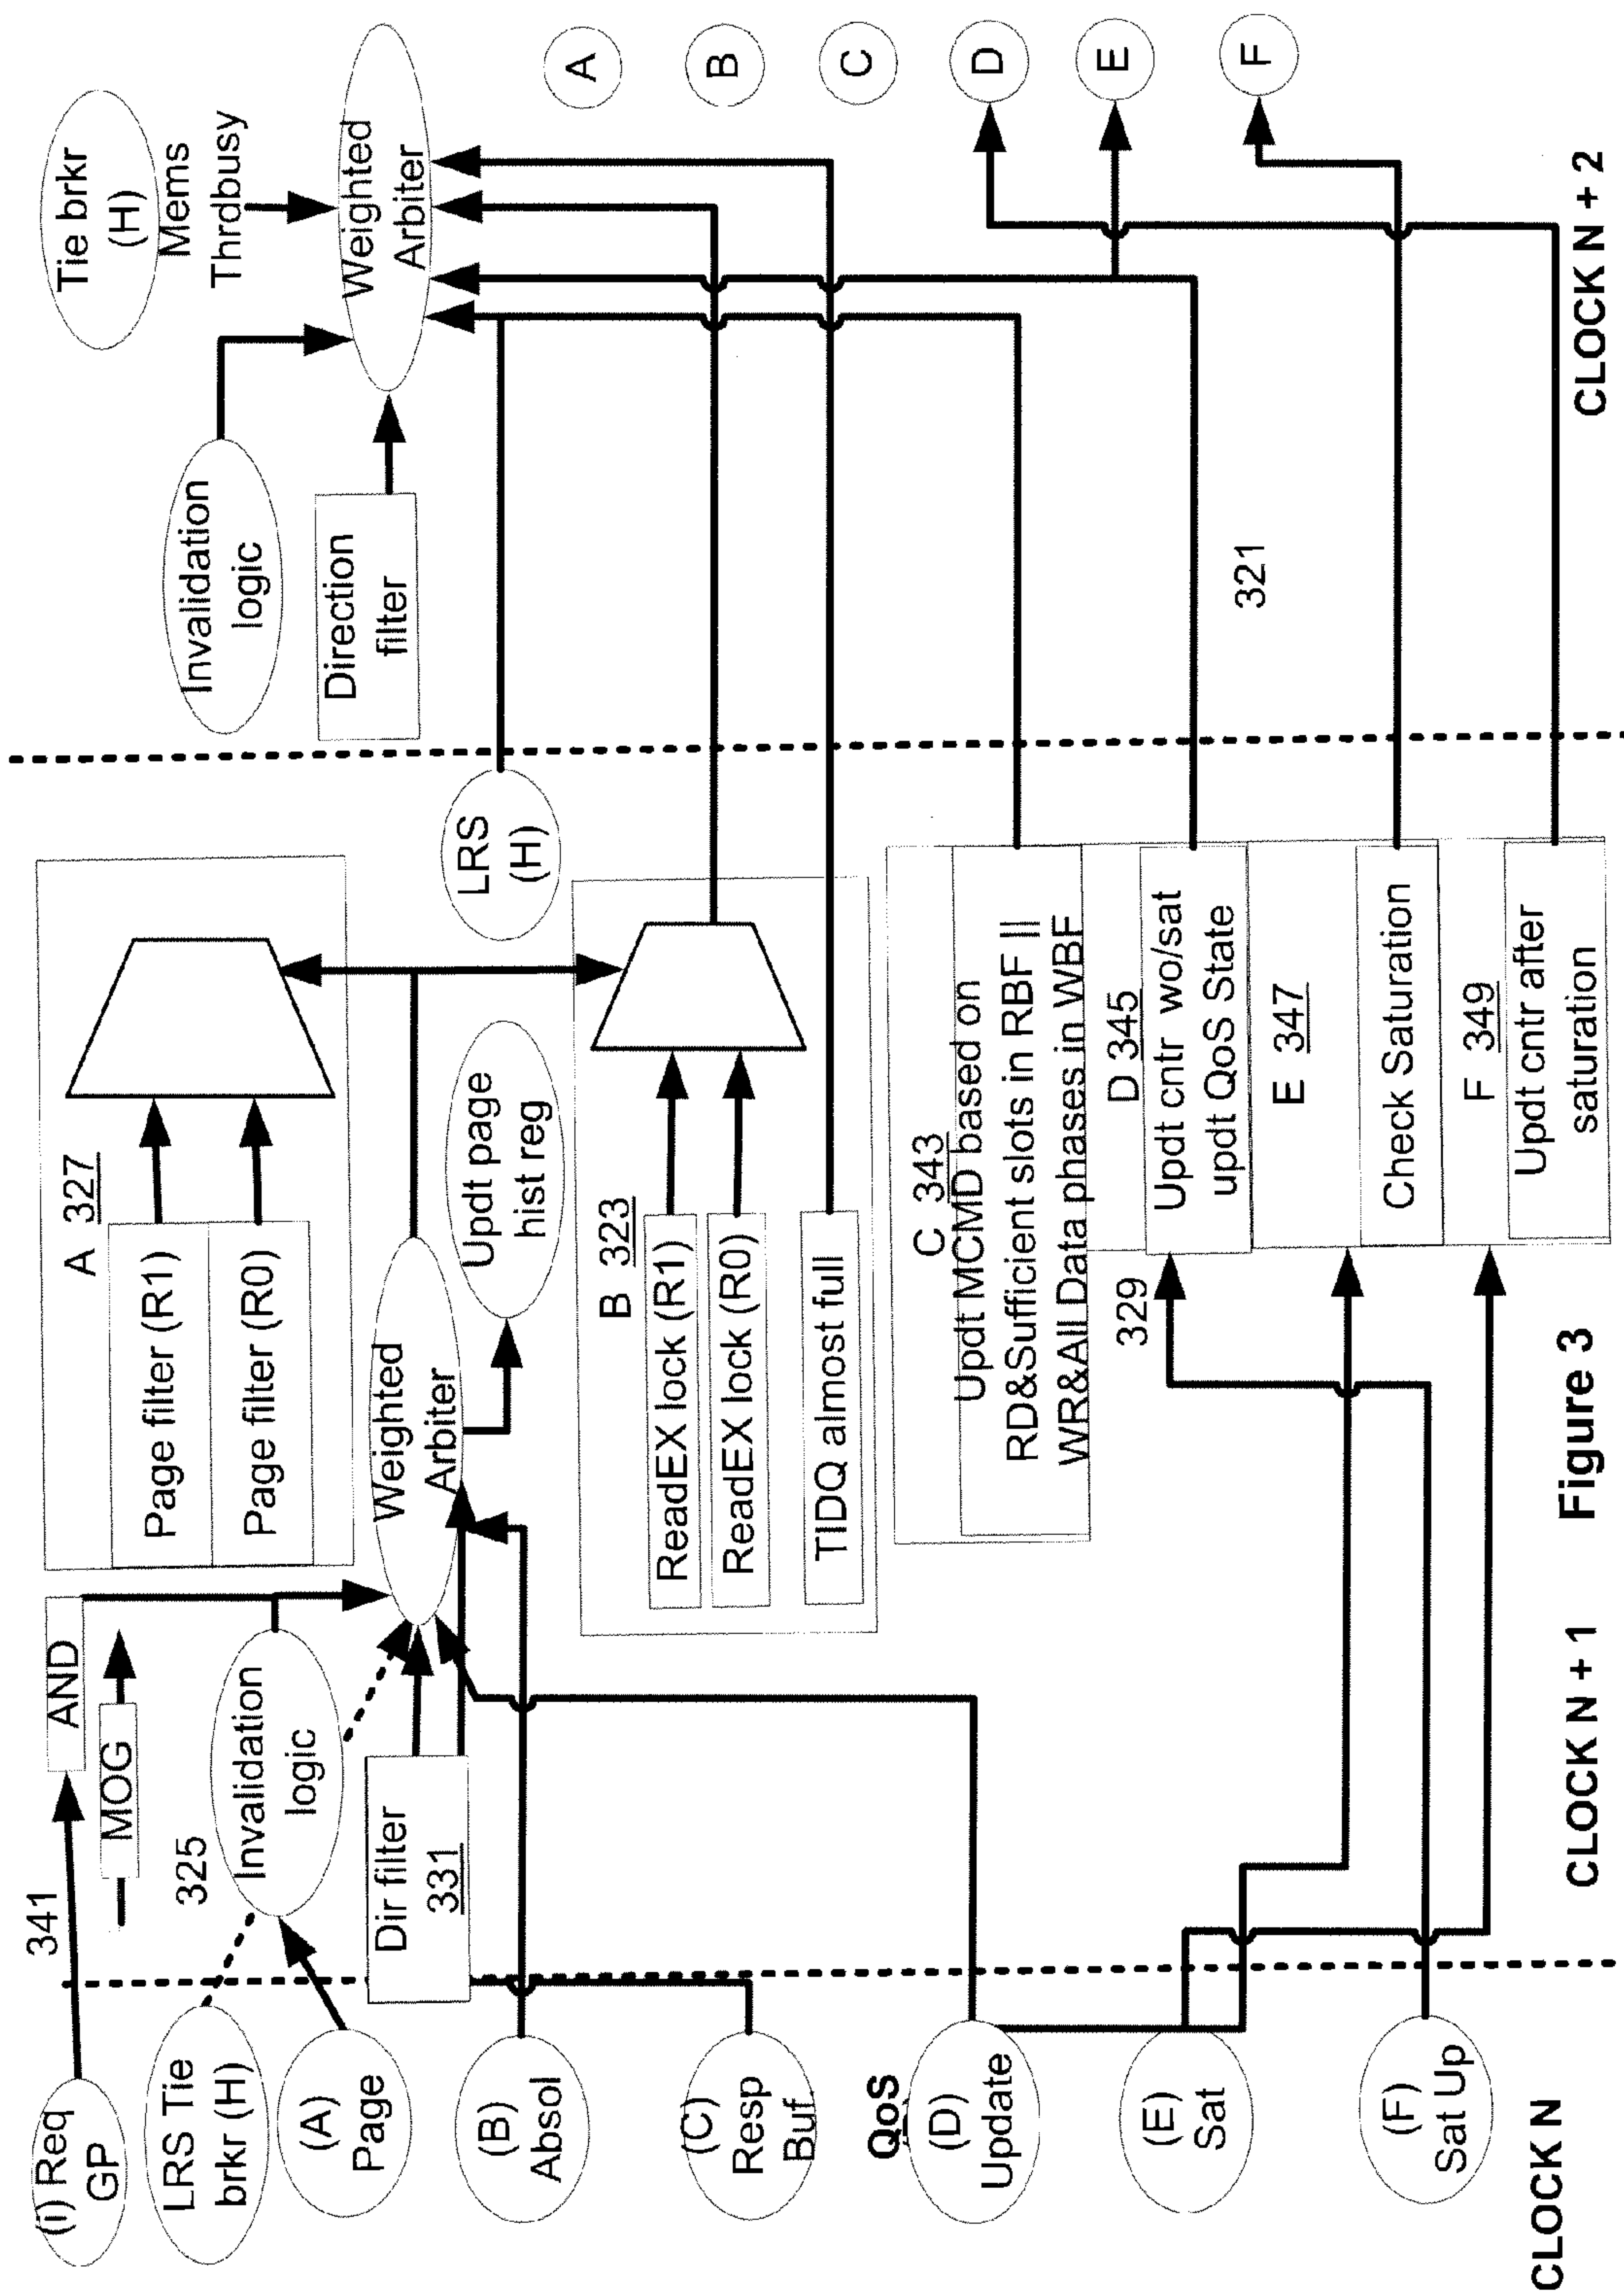 (i) Req
GP
LRS Tie
brkr (H)
(A)
Page
(B)
Absol
(C)
Resp
Buf
QoS
(D)
Update
(E)
Sat
(F)
Sat Up
CLOCK N
341
AND
MOG
325
Invalidation
logic
Dir filter
331
A 327
Page filter (R1)
Page filter (R0)
Weighted
Arbiter
Updt page
hist reg
LRS
(H)
B 323
ReadEX lock (R1)
ReadEX lock (R0)
TIDQ almost full
C 343
Updt MCMD based on
RD&Sufficient slots in RBF ||
WR&All Data phases in WBF
329
D 345
Updt cntr wo/sat
updt QoS State
E 347
Check Saturation
F 349
Updt cntr after
saturation
CLOCK N + 1
Figure 3
Tie brkr
(H)
Mems
Thrdbusy
Invalidation
logic
Direction
filter
Weighted
Arbiter
A
B
C
D
E
F
321
CLOCK N + 2